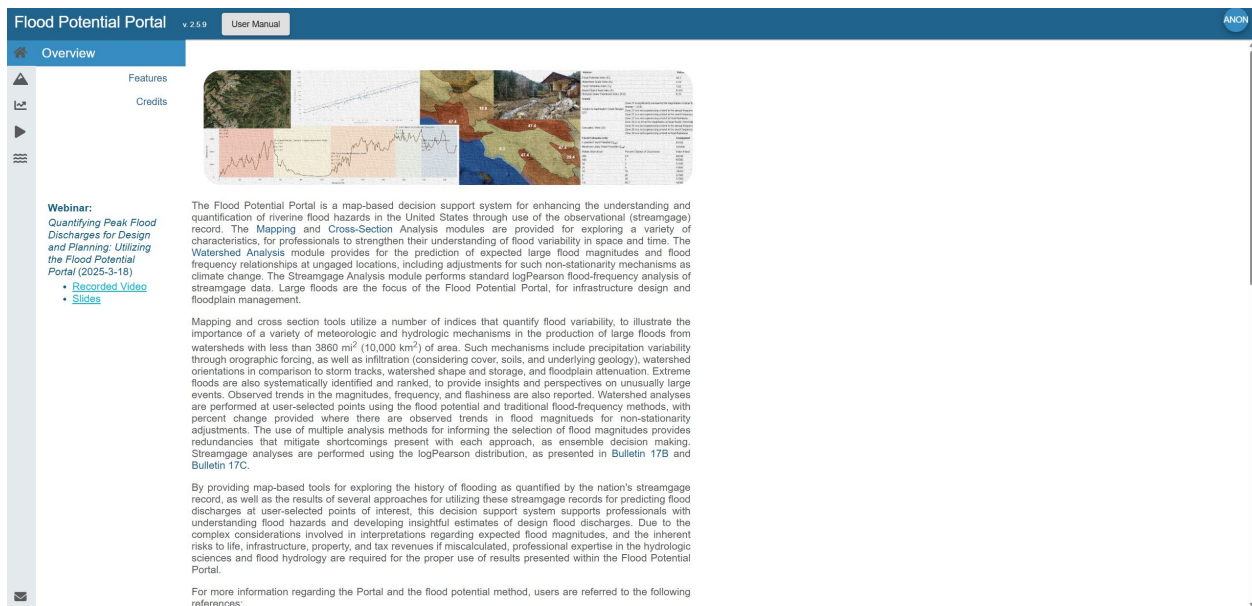 Flood Potential Portal v. 2.5.9 User Manual ANON
Overview
Features
Credits
Webinar:
Quantifying Peak Flood
Discharges for Design
and Planning: Utilizing
the Flood Potential
Portal (2025-3-18)
• Recorded Video
• Slides
The Flood Potential Portal is a map-based decision support system for enhancing the understanding and
quantification of riverine flood hazards in the United States through use of the observational (streamgage)
record. The Mapping and Cross-Section Analysis modules are provided for exploring a variety of
characteristics, for professionals to strengthen their understanding of flood variability in space and time. The
Watershed Analysis module provides for the prediction of expected large flood magnitudes and flood
frequency relationships at ungaged locations, including adjustments for such non-stationarity mechanisms as
climate change. The Streamgage Analysis module performs standard logPearson flood-frequency analysis of
streamgage data. Large floods are the focus of the Flood Potential Portal, for infrastructure design and
floodplain management.
Mapping and cross section tools utilize a number of indices that quantify flood variability, to illustrate the
importance of a variety of meteorologic and hydrologic mechanisms in the production of large floods from
watersheds with less than 3860 mi² (10,000 km²) of area. Such mechanisms include precipitation variability
through orographic forcing, as well as infiltration (considering cover, soils, and underlying geology), watershed
orientations in comparison to storm tracks, watershed shape and storage, and floodplain attenuation. Extreme
floods are also systematically identified and ranked, to provide insights and perspectives on unusually large
events. Observed trends in the magnitudes, frequency, and flashiness are also reported. Watershed analyses
are performed at user-selected points using the flood potential and traditional flood-frequency methods, with
percent change provided where there are observed trends in flood magnitueds for non-stationarity
adjustments. The use of multiple analysis methods for informing the selection of flood magnitudes provides
redundancies that mitigate shortcomings present with each approach, as ensemble decision making.
Streamgage analyses are performed using the logPearson distribution, as presented in Bulletin 17B and
Bulletin 17C.
By providing map-based tools for exploring the history of flooding as quantified by the nation's streamgage
record, as well as the results of several approaches for utilizing these streamgage records for predicting flood
discharges at user-selected points of interest, this decision support system supports professionals with
understanding flood hazards and developing insightful estimates of design flood discharges. Due to the
complex considerations involved in interpretations regarding expected flood magnitudes, and the inherent
risks to life, infrastructure, property, and tax revenues if miscalculated, professional expertise in the hydrologic
sciences and flood hydrology are required for the proper use of results presented within the Flood Potential
Portal.
For more information regarding the Portal and the flood potential method, users are referred to the following
references: